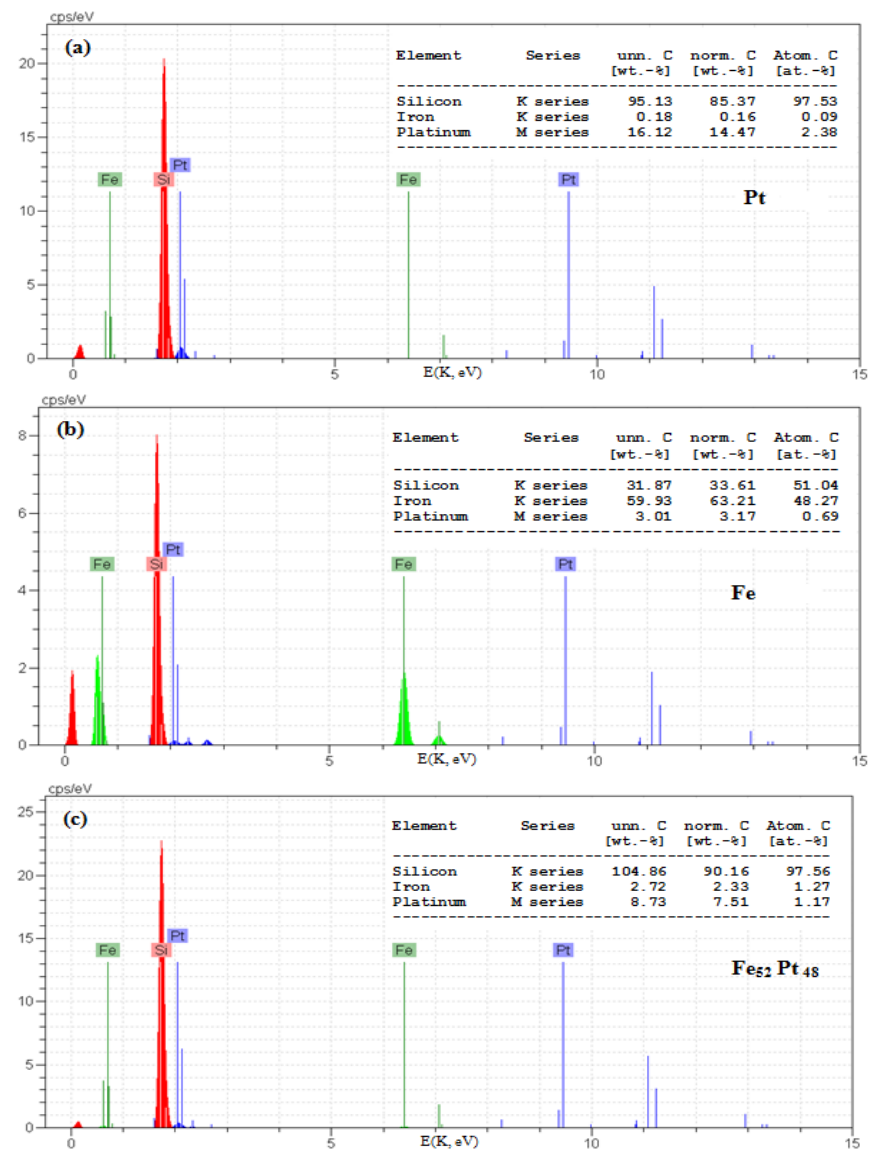 cps/eV
(a)
Element Series unn. C norm. C Atom. C
[wt.-%] [wt.-%] [at.-%]
-----------------------------------------------
Silicon K series 95.13 85.37 97.53
Iron K series 0.18 0.16 0.09
Platinum M series 16.12 14.47 2.38
-----------------------------------------------
20
15
10
5
0
Fe Si Pt Fe Pt
Pt
0 5 10 15
E(K, eV)
cps/eV
(b)
Element Series unn. C norm. C Atom. C
[wt.-%] [wt.-%] [at.-%]
-----------------------------------------------
Silicon K series 31.87 33.61 51.04
Iron K series 59.93 63.21 48.27
Platinum M series 3.01 3.17 0.69
-----------------------------------------------
8
6
4
2
0
Fe Si Pt Fe Pt
Fe
0 5 10 15
E(K, eV)
cps/eV
(c)
Element Series unn. C norm. C Atom. C
[wt.-%] [wt.-%] [at.-%]
-----------------------------------------------
Silicon K series 104.86 90.16 97.56
Iron K series 2.72 2.33 1.27
Platinum M series 8.73 7.51 1.17
-----------------------------------------------
25
20
15
10
5
0
Fe Si Pt Fe Pt
Fe₅₂ Pt ₄₈
0 5 10 15
E(K, eV)